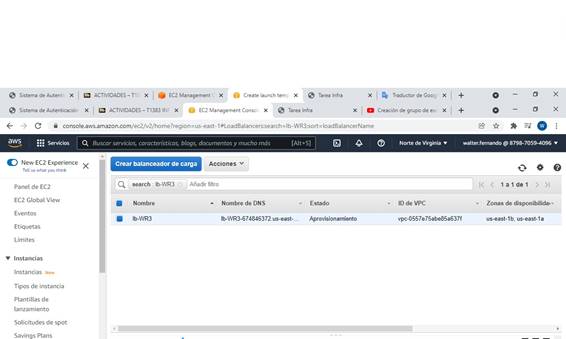 Sistema de Autenti
ACTIVIDADES – T1
EC2 Management C
Create launch temp
Tarea Infra
Traductor de Goog
Sistema de Autenticación
ACTIVIDADES – T1383 INF
EC2 Management Conso
Tarea Infra
Creación de grupo de es
console.aws.amazon.com/ec2/v2/home?region=us-east-1#LoadBalancers:search=lb-WR3;sort=loadBalancerName
aws
Servicios
Buscar servicios, características, blogs, documentos y mucho más
[Alt+S]
Norte de Virginia
walter.fernando @ 8798-7059-4096
New EC2 Experience
Tell us what you think
Crear balanceador de carga
Acciones
search : lb-WR3
Añadir filtro
1 a 1 de 1
Nombre
Nombre de DNS
Estado
ID de VPC
Zonas de disponibilida
lb-WR3
lb-WR3-674846372.us-east-...
Aprovisionamiento
vpc-0557e75abe85a637f
us-east-1b, us-east-1a
Panel de EC2
EC2 Global View
Eventos
Etiquetas
Límites
Instancias
Instancias New
Tipos de instancia
Plantillas de
lanzamiento
Solicitudes de spot
Savings Plans